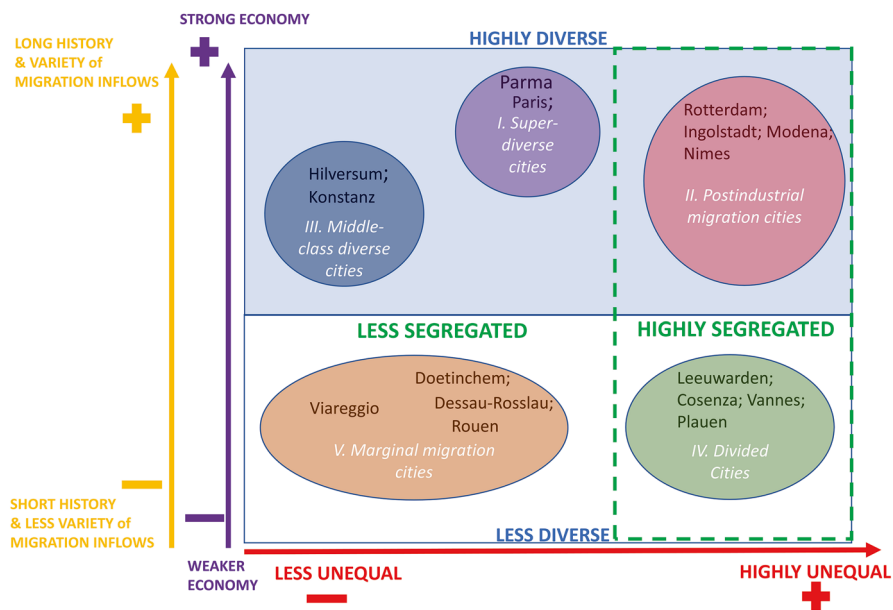 STRONG ECONOMY
LONG HISTORY
& VARIETY of
MIGRATION INFLOWS
HIGHLY DIVERSE
Parma
Paris;
I. Super-
diverse
cities
Rotterdam;
Ingolstadt; Modena;
Nimes
II. Postindustrial
migration cities
Hilversum;
Konstanz
III. Middle-
class diverse
cities
LESS SEGREGATED
HIGHLY SEGREGATED
Doetinchem;
Viareggio
Dessau-Rosslau;
Rouen
V. Marginal migration
cities
Leeuwarden;
Cosenza; Vannes;
Plauen
IV. Divided
Cities
SHORT HISTORY
& LESS VARIETY of
MIGRATION INFLOWS
LESS DIVERSE
WEAKER
ECONOMY
LESS UNEQUAL
HIGHLY UNEQUAL